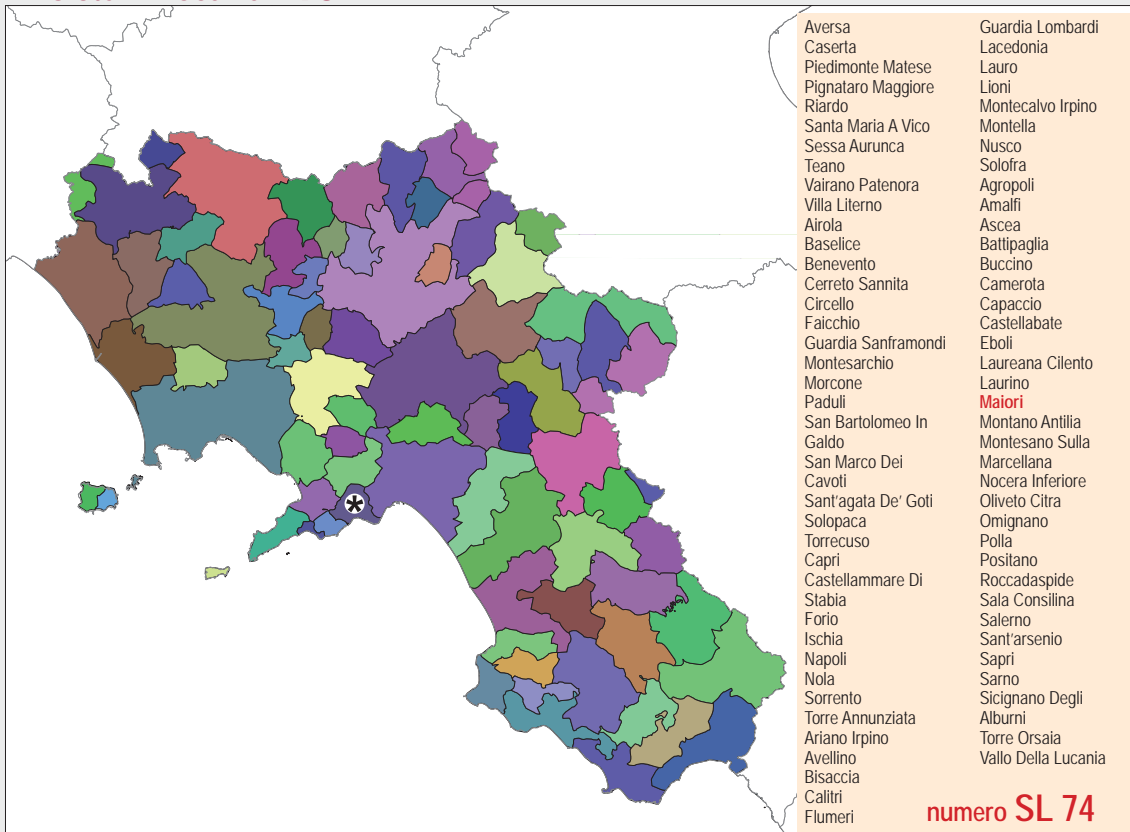 Aversa
Caserta
Piedimonte Matese
Pignataro Maggiore
Riardo
Santa Maria A Vico
Sessa Aurunca
Teano
Vairano Patenora
Villa Literno
Airola
Baselice
Benevento
Cerreto Sannita
Circello
Faicchio
Guardia Sanframondi
Montesarchio
Morcone
Paduli
San Bartolomeo In
Galdo
San Marco Dei
Cavoti
Sant'agata De' Goti
Solopaca
Torrecuso
Capri
Castellammare Di
Stabia
Forio
Ischia
Napoli
Nola
Sorrento
Torre Annunziata
Ariano Irpino
Avellino
Bisaccia
Calitri
Flumeri
Guardia Lombardi
Lacedonia
Lauro
Lioni
Montecalvo Irpino
Montella
Nusco
Solofra
Agropoli
Amalfi
Ascea
Battipaglia
Buccino
Camerota
Capaccio
Castellabate
Eboli
Laureana Cilento
Laurino
Maiori
Montano Antilia
Montesano Sulla
Marcellana
Nocera Inferiore
Oliveto Citra
Omignano
Polla
Positano
Roccadaspide
Sala Consilina
Salerno
Sant'arsenio
Sapri
Sarno
Sicignano Degli
Alburni
Torre Orsaia
Vallo Della Lucania
numero SL 74
*